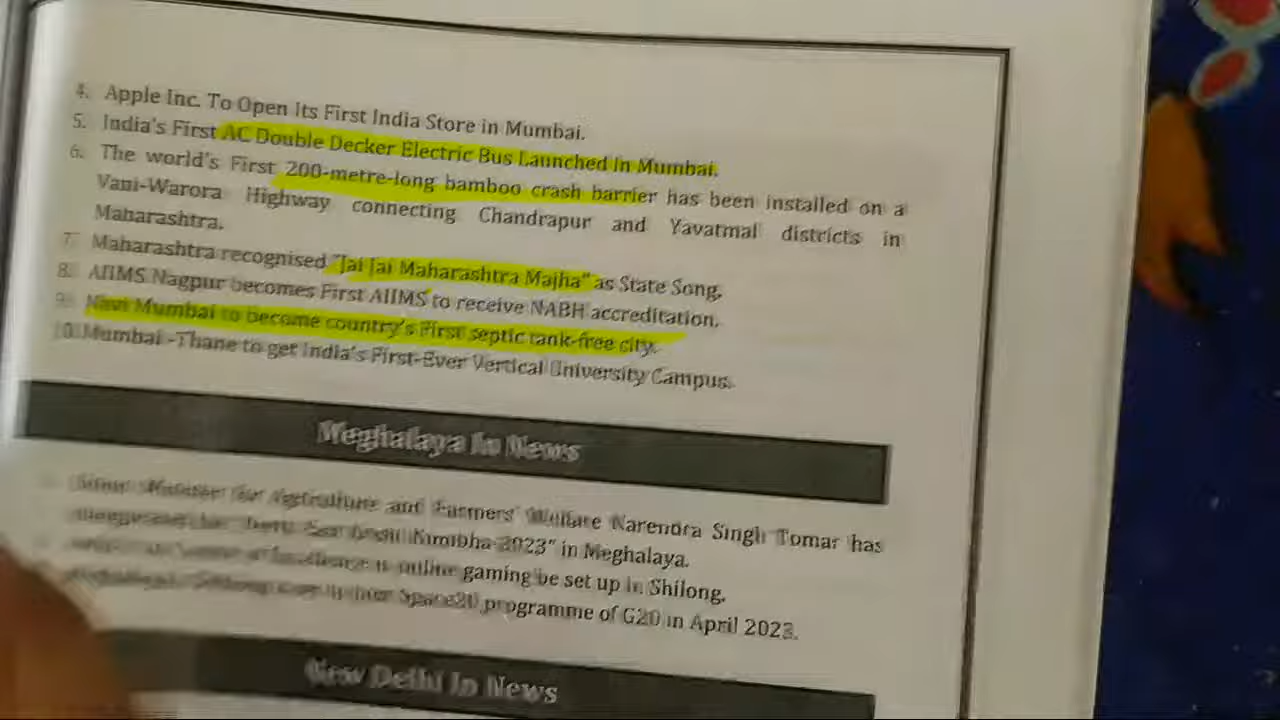 4. Apple Inc. To Open Its First India Store in Mumbai.
5. India's First AC Double Decker Electric Bus Launched in Mumbai.
6. The world's First 200-metre-long bamboo crash barrier has been installed on a
Vani-Warora Highway connecting Chandrapur and Yavatmal districts in
Maharashtra.
7. Maharashtra recognised "Jai Jai Maharashtra Majha" as State Song.
8. AIIMS Nagpur becomes First AIIMS to receive NABH accreditation.
9. Navi Mumbai to become country's First septic tank-free city.
10. Mumbai -Thane to get India's First-Ever Vertical University Campus.
Meghalaya In News
for Agriculture and Farmers' Welfare Narendra Singh Tomar has
Kumbha-2023" in Meghalaya.
online gaming be set up in Shilong.
Space20 programme of G20 in April 2023.
New Delhi In News